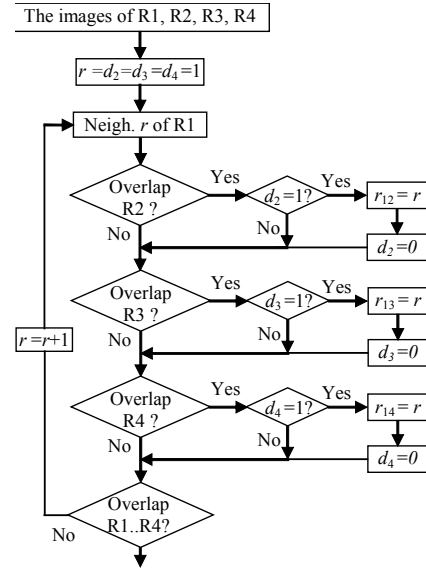 The images of R1, R2, R3, R4
r =d2=d3=d4=1
Neigh. r of R1
Overlap
R2 ?
Yes
d2=1?
Yes
r12= r
No
No
d2=0
Overlap
R3 ?
Yes
d3=1?
Yes
r13= r
r =r+1
No
No
d3=0
Overlap
R4 ?
Yes
d4=1?
Yes
r14= r
No
No
d4=0
Overlap
R1..R4?
No